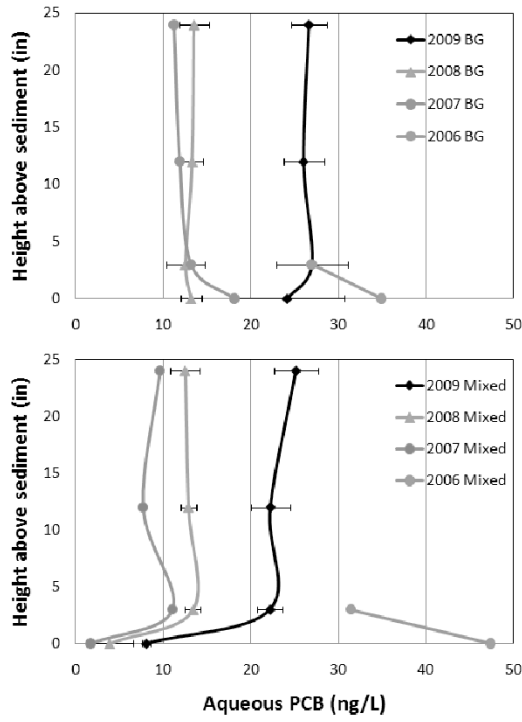 25
20
15
10
5
0
Height above sediment (in)
2009 BG
2008 BG
2007 BG
2006 BG
0 10 20 30 40 50
25
20
15
10
5
0
Height above sediment (in)
2009 Mixed
2008 Mixed
2007 Mixed
2006 Mixed
0 10 20 30 40 50
Aqueous PCB (ng/L)